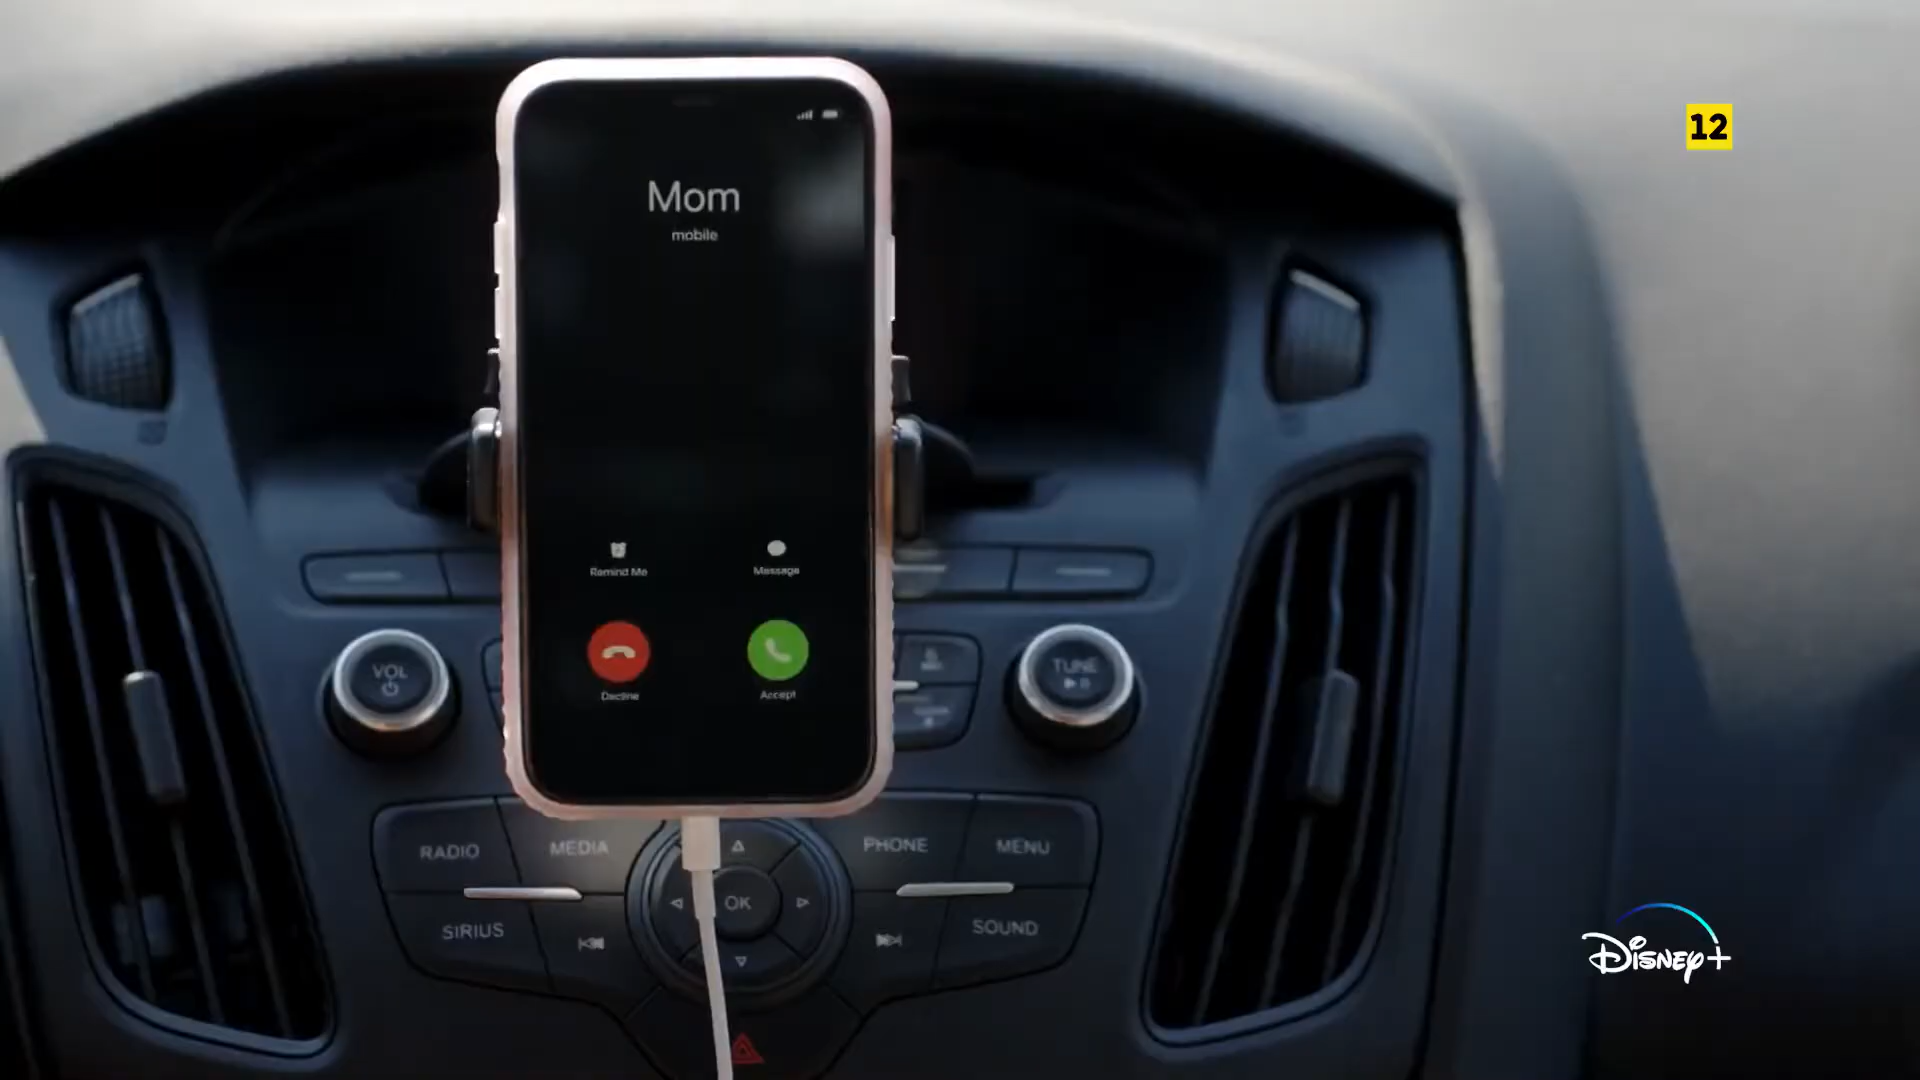 12
Mom
mobile
Remind Me
Message
Decline
Accept
VOL
TUNE
RADIO
MEDIA
PHONE
MENU
OK
SIRIUS
SOUND
Disney+